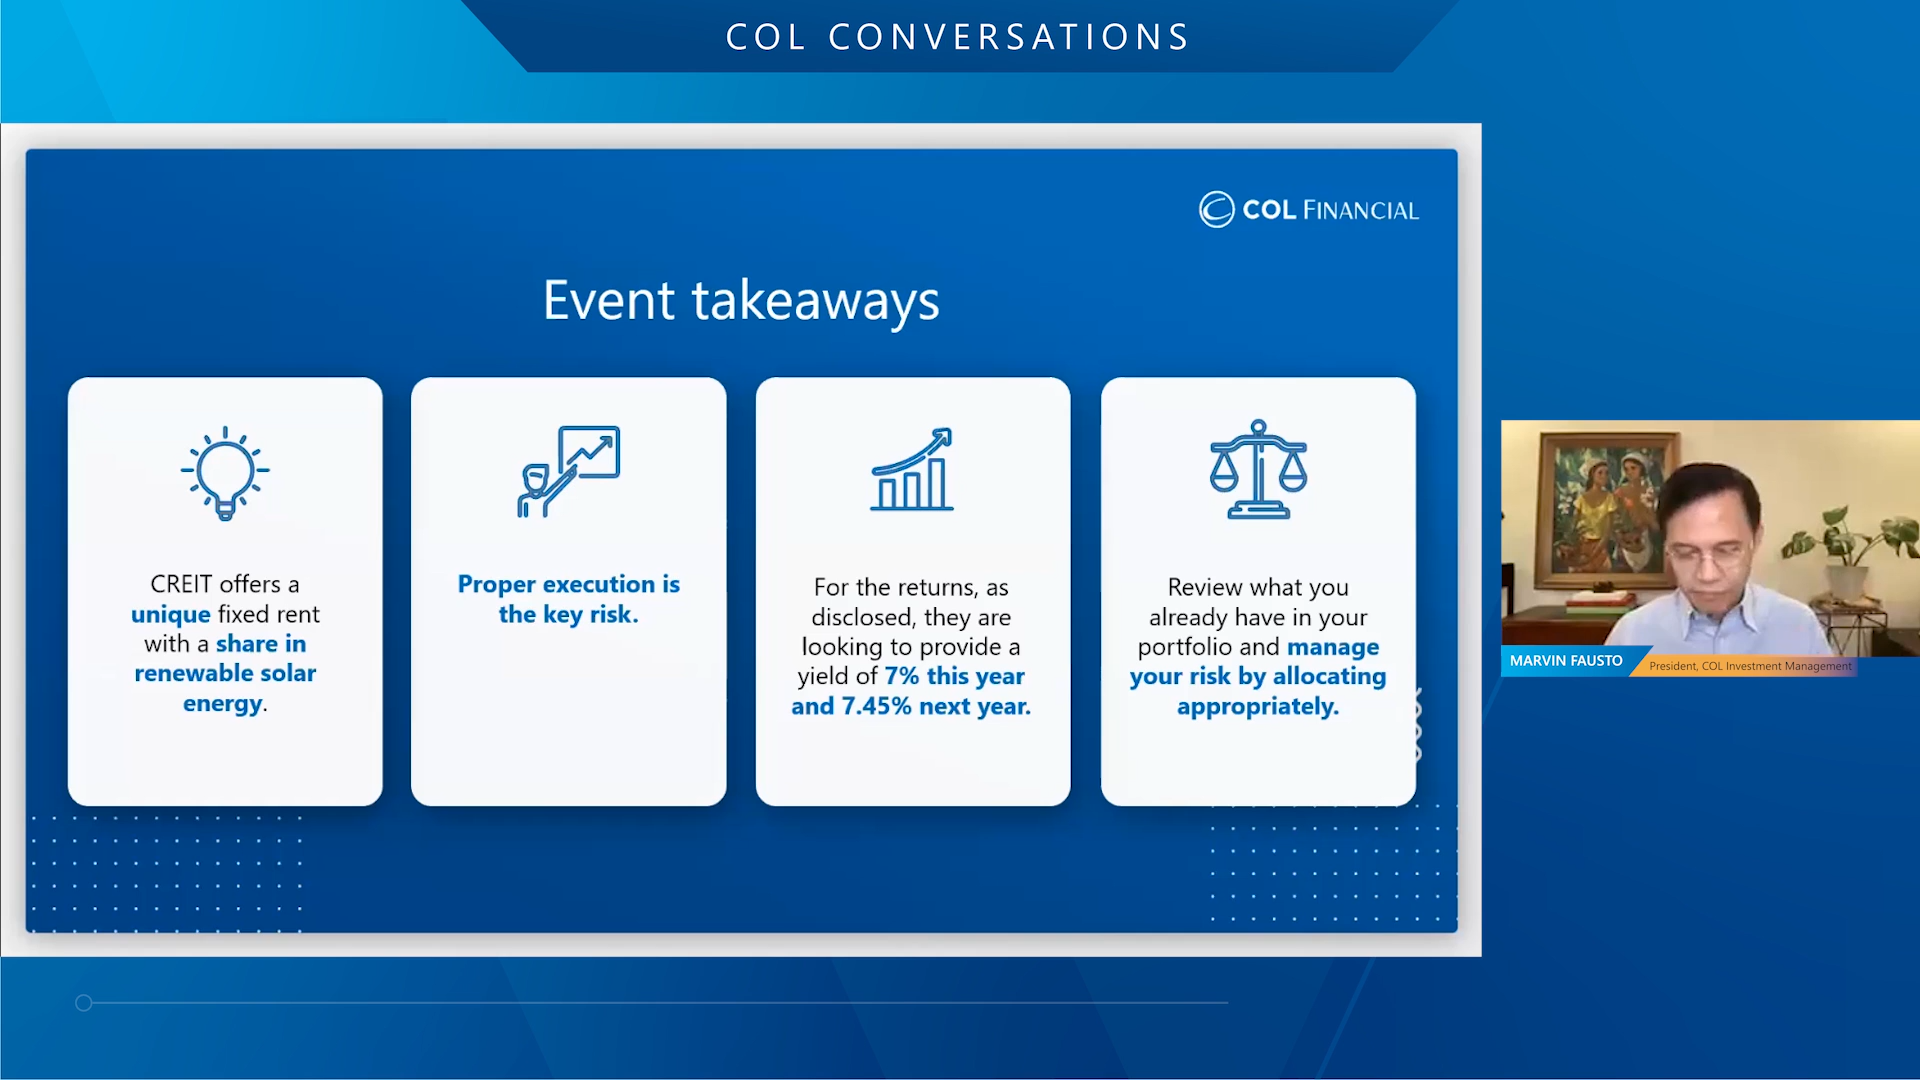 COL CONVERSATIONS
COL FINANCIAL
Event takeaways
CREIT offers a
unique fixed rent
with a share in
renewable solar
energy.
Proper execution is
the key risk.
For the returns, as
disclosed, they are
looking to provide a
yield of 7% this year
and 7.45% next year.
Review what you
already have in your
portfolio and manage
your risk by allocating
appropriately.
MARVIN FAUSTO
President, COL Investment Management